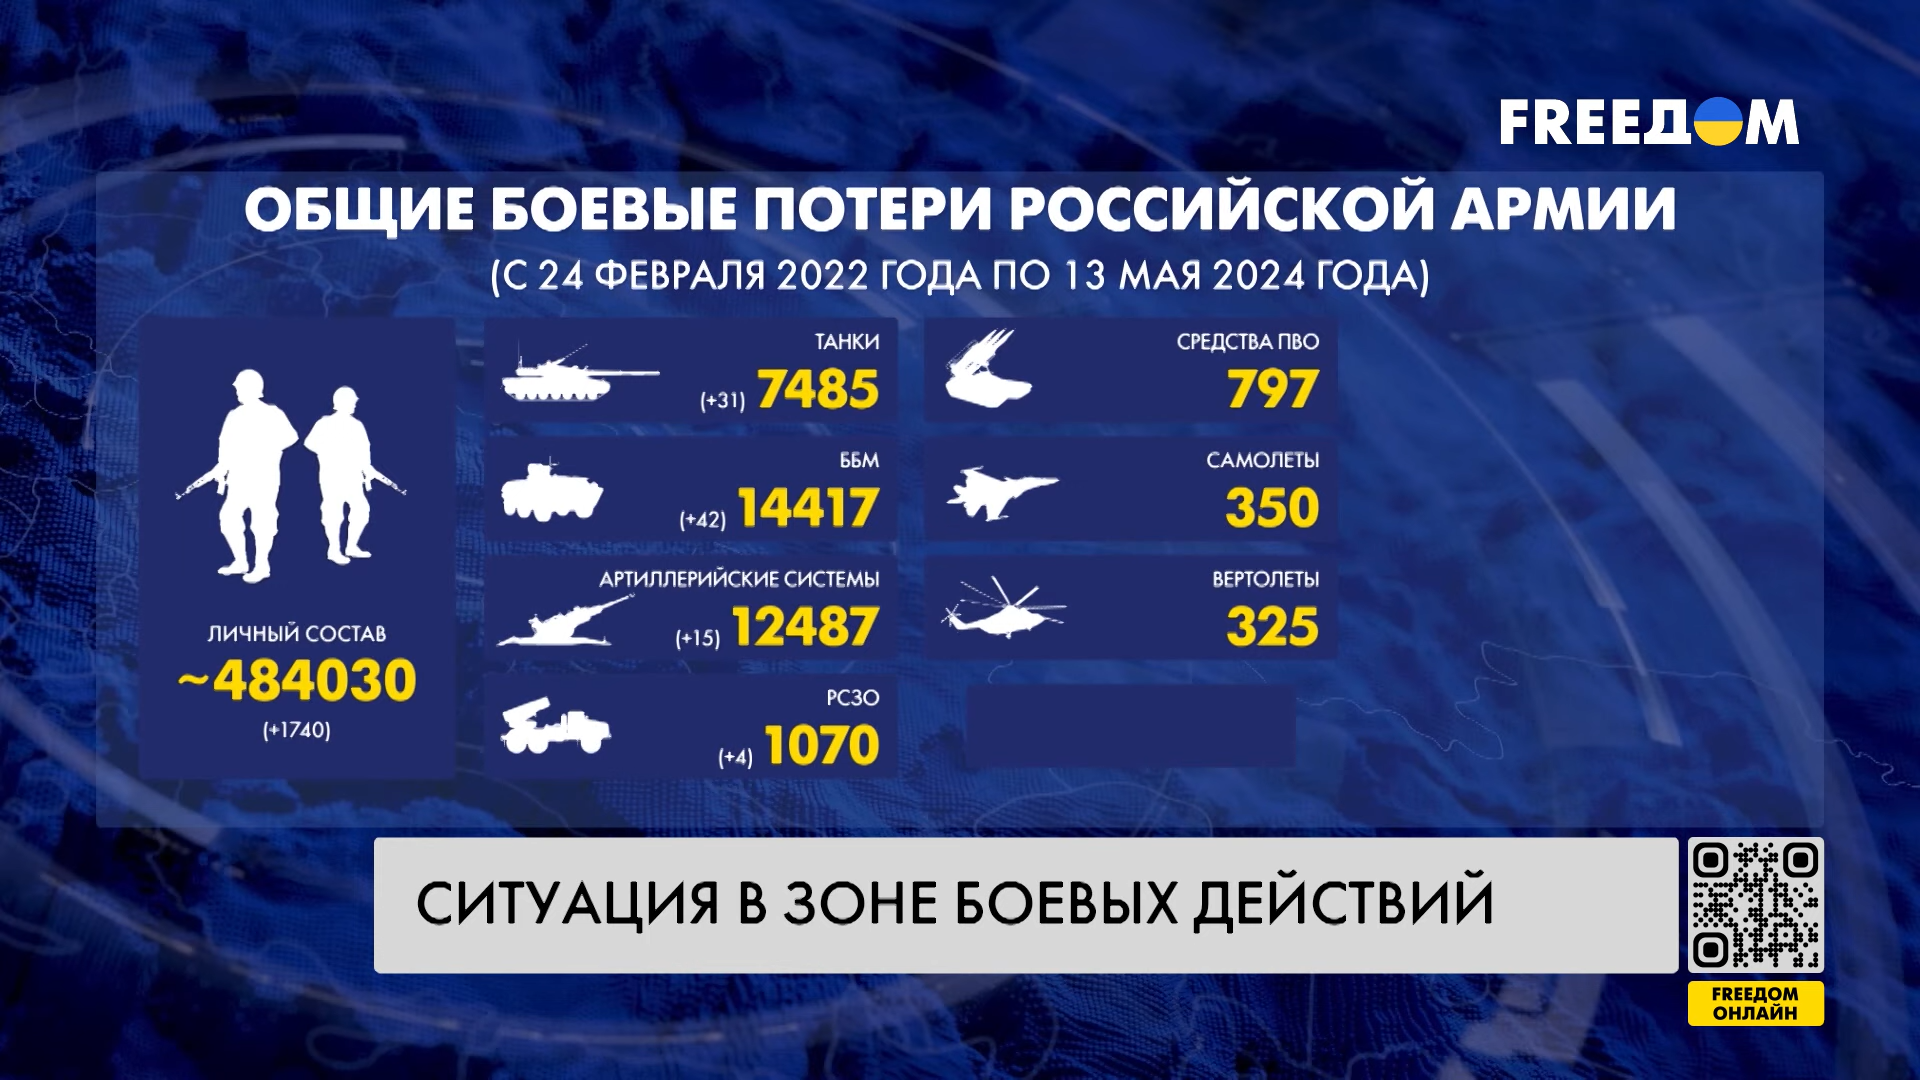 FREEДOM
ОБЩИЕ БОЕВЫЕ ПОТЕРИ РОССИЙСКОЙ АРМИИ
(С 24 ФЕВРАЛЯ 2022 ГОДА ПО 13 МАЯ 2024 ГОДА)
ЛИЧНЫЙ СОСТАВ
~484030
(+1740)
ТАНКИ
(+31) 7485
ББМ
(+42) 14417
АРТИЛЛЕРИЙСКИЕ СИСТЕМЫ
(+15) 12487
РСЗО
(+4) 1070
СРЕДСТВА ПВО
797
САМОЛЕТЫ
350
ВЕРТОЛЕТЫ
325
СИТУАЦИЯ В ЗОНЕ БОЕВЫХ ДЕЙСТВИЙ
FREEДОМ
ОНЛАЙН